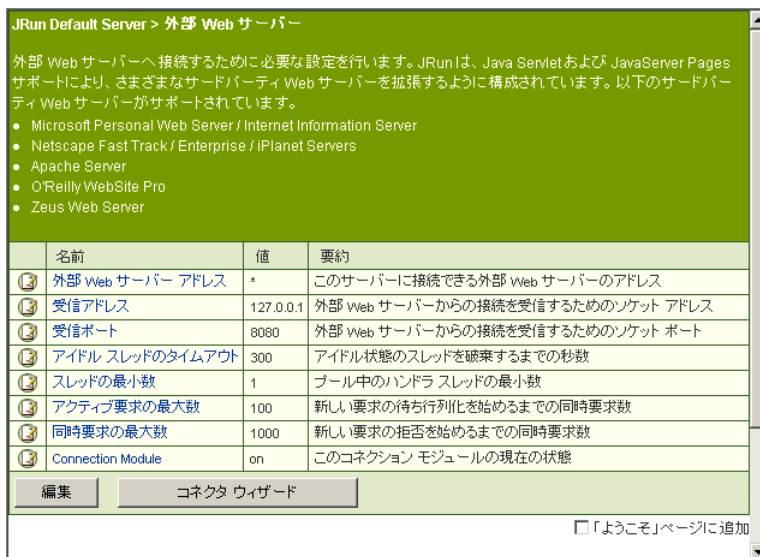 JRun Default Server > 外部 Web サーバー
外部 Web サーバーへ接続するために必要な設定を行います。JRunは、Java Servletおよび JavaServer Pages
サポートにより、さまざまなサードパーティ Web サーバーを拡張するように構成されています。以下のサードパー
ティ Web サーバーがサポートされています。
● Microsoft Personal Web Server / Internet Information Server
● Netscape Fast Track / Enterprise / iPlanet Servers
● Apache Server
● O'Reilly WebSite Pro
● Zeus Web Server
名前 値 要約
外部 Web サーバー アドレス * このサーバーに接続できる外部 Web サーバーのアドレス
受信アドレス 127.0.0.1 外部 Web サーバーからの接続を受信するためのソケット アドレス
受信ポート 8080 外部 Web サーバーからの接続を受信するためのソケット ポート
アイドル スレッドのタイムアウト 300 アイドル状態のスレッドを破棄するまでの秒数
スレッドの最小数 1 プール中のハンドラ スレッドの最小数
アクティブ要求の最大数 100 新しい要求の待ち行列化を始めるまでの同時要求数
同時要求の最大数 1000 新しい要求の拒否を始めるまでの同時要求数
Connection Module on このコネクション モジュールの現在の状態
編集 コネクタ ウィザード
「ようこそ」ページに追加